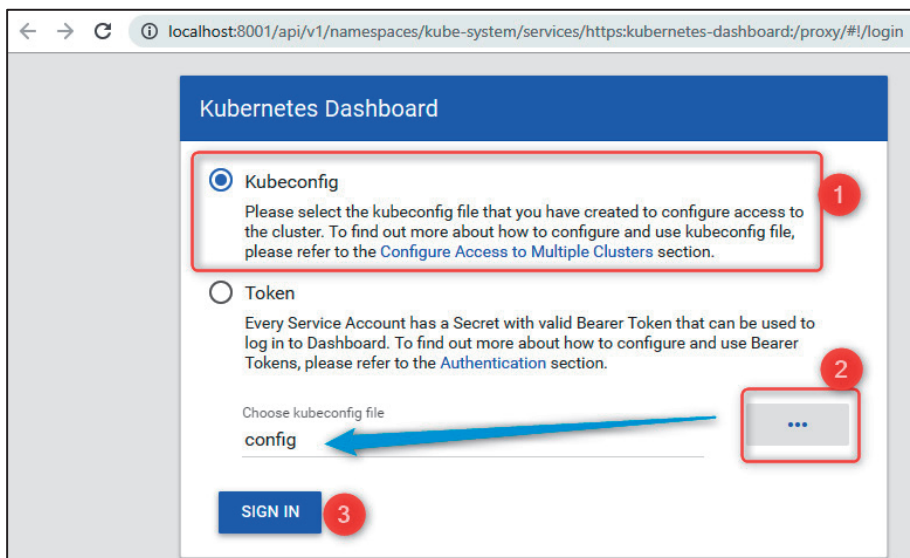 localhost:8001/api/v1/namespaces/kube-system/services/https:kubernetes-dashboard:/proxy/#!/login
Kubernetes Dashboard
Kubeconfig
1
Please select the kubeconfig file that you have created to configure access to
the cluster. To find out more about how to configure and use kubeconfig file,
please refer to the Configure Access to Multiple Clusters section.
Token
Every Service Account has a Secret with valid Bearer Token that can be used to
log in to Dashboard. To find out more about how to configure and use Bearer
Tokens, please refer to the Authentication section.
2
Choose kubeconfig file
config
...
SIGN IN
3